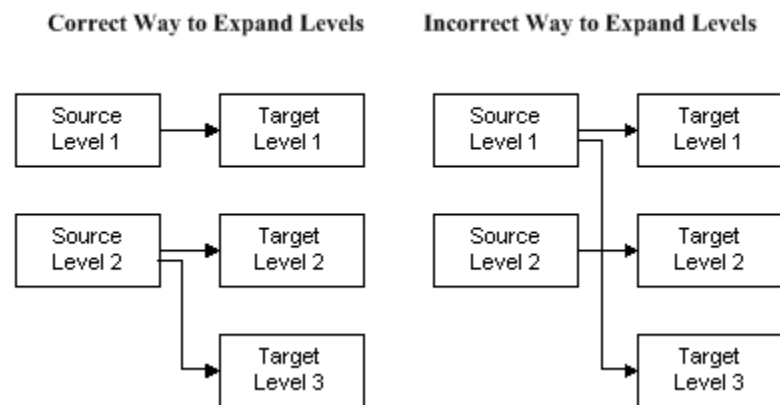 Correct Way to Expand Levels
Source
Level 1
Target
Level 1
Source
Level 2
Target
Level 2
Target
Level 3
Incorrect Way to Expand Levels
Source
Level 1
Target
Level 1
Source
Level 2
Target
Level 2
Target
Level 3